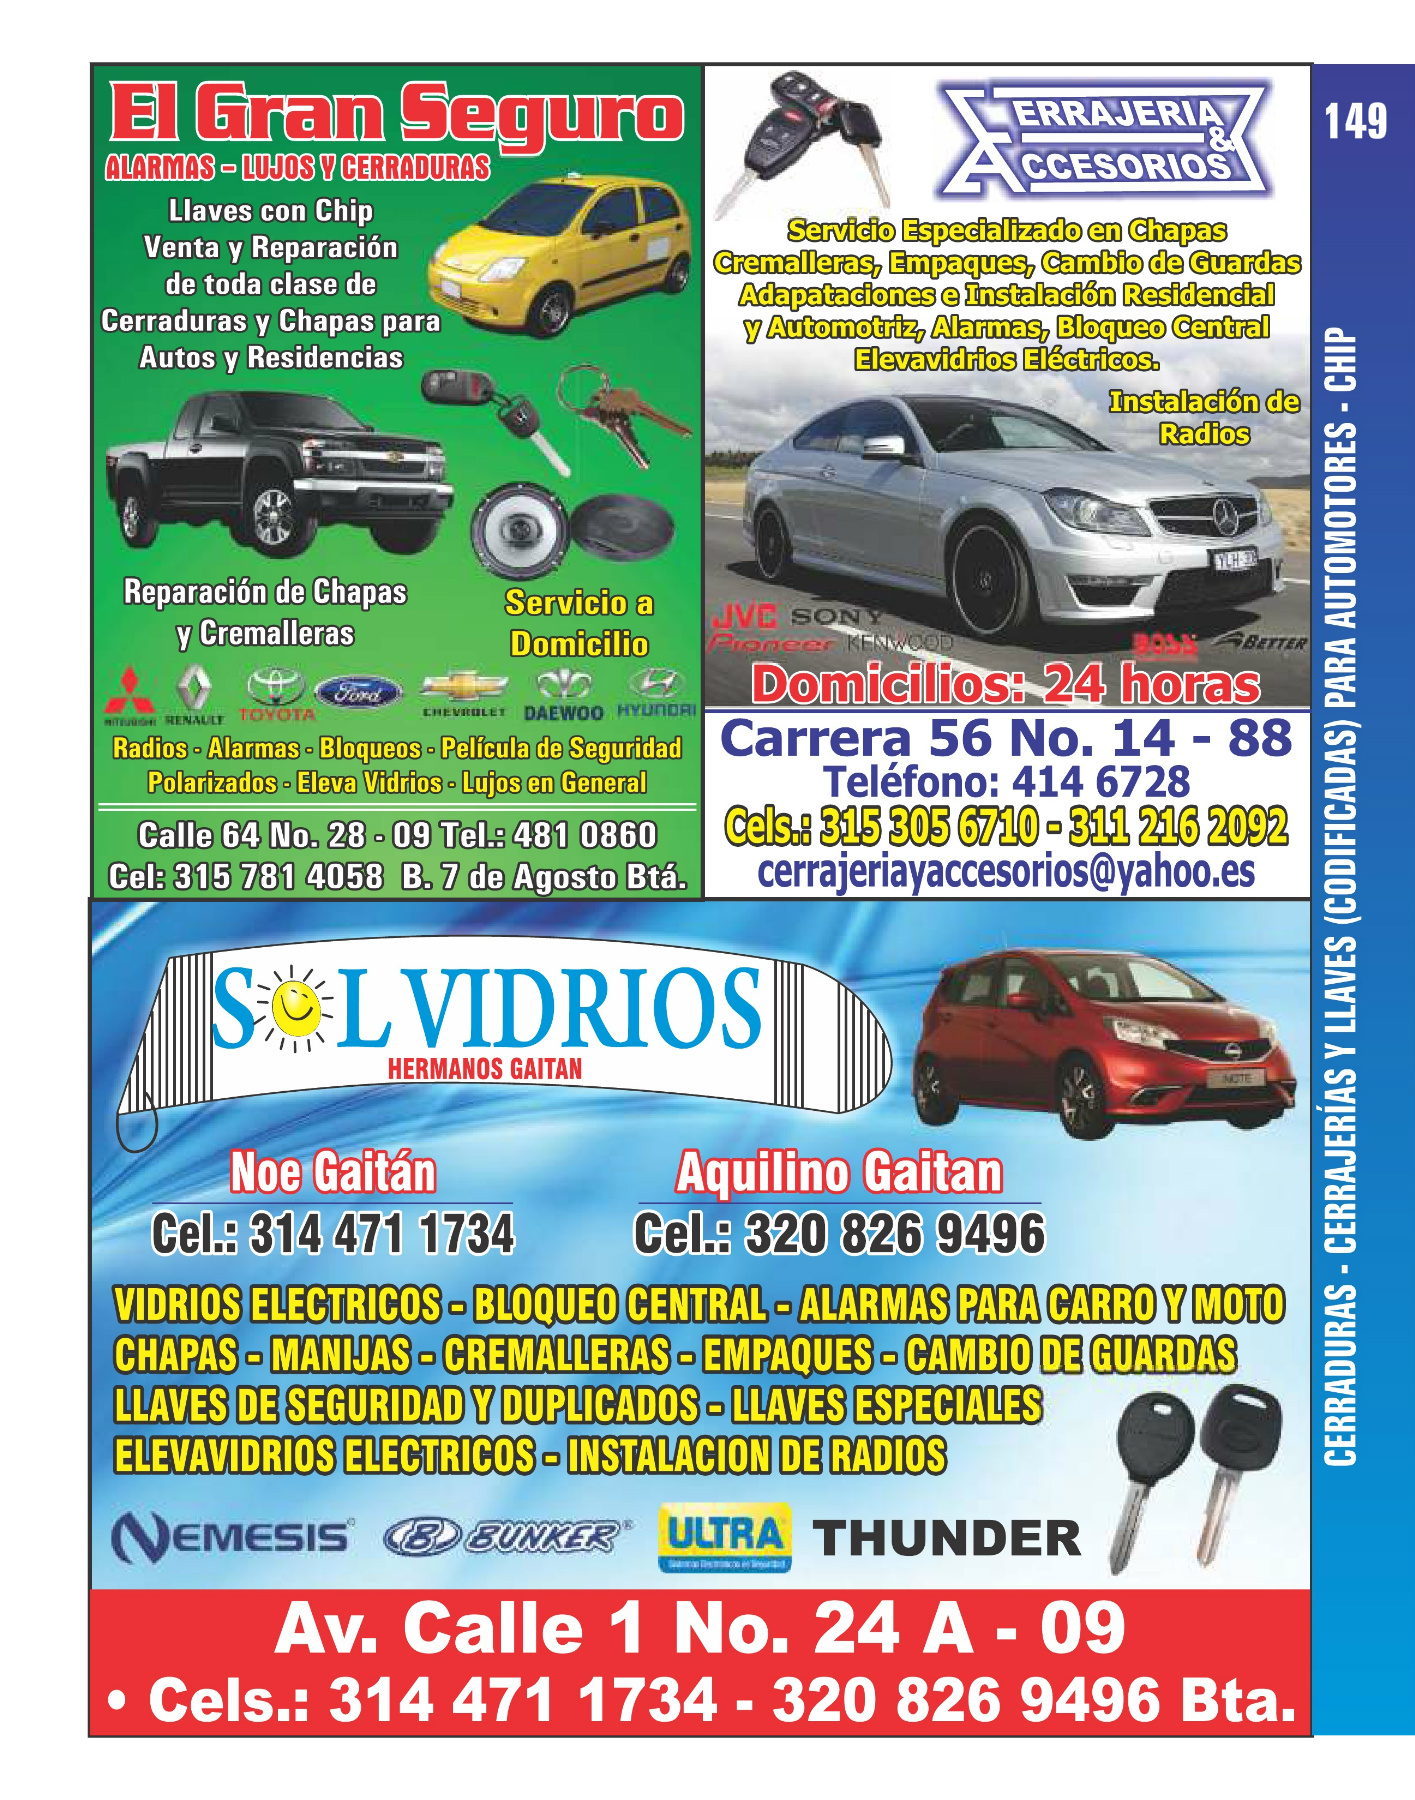 El Gran Seguro
ALARMAS - LUJOS Y CERRADURAS
Llaves con Chip
Venta y Reparación
de toda clase de
Cerraduras y Chapas para
Autos y Residencias
Reparación de Chapas
y Cremalleras
Servicio a
Domicilio
MITSUBISHI RENAULT TOYOTA Ford CHEVROLET DAEWOO HYUNDAI
Radios - Alarmas - Bloqueos - Película de Seguridad
Polarizados - Eleva Vidrios - Lujos en General
Calle 64 No. 28 - 09 Tel.: 481 0860
Cel: 315 781 4058 B. 7 de Agosto Btá.
CERRAJERIA &
ACCESORIOS
Servicio Especializado en Chapas
Cremalleras, Empaques, Cambio de Guardas
Adapataciones e Instalación Residencial
y Automotriz, Alarmas, Bloqueo Central
Elevavidrios Eléctricos.
Instalación de
Radios
JVC SONY
Pioneer KENWOOD BOSS BETTER
Domicilios: 24 horas
Carrera 56 No. 14 - 88
Teléfono: 414 6728
Cels.: 315 305 6710 - 311 216 2092
cerrajeriayaccesorios@yahoo.es
SOL VIDRIOS
HERMANOS GAITAN
NOTE
Noe Gaitán
Cel.: 314 471 1734
Aquilino Gaitan
Cel.: 320 826 9496
VIDRIOS ELECTRICOS - BLOQUEO CENTRAL - ALARMAS PARA CARRO Y MOTO
CHAPAS - MANIJAS - CREMALLERAS - EMPAQUES - CAMBIO DE GUARDAS
LLAVES DE SEGURIDAD Y DUPLICADOS - LLAVES ESPECIALES
ELEVAVIDRIOS ELECTRICOS - INSTALACION DE RADIOS
NEMESIS® B BUNKER® ULTRA THUNDER
Sistemas Electrónicos de Seguridad
Av. Calle 1 No. 24 A - 09
• Cels.: 314 471 1734 - 320 826 9496 Bta.
149
CERRADURAS - CERRAJERÍAS Y LLAVES (CODIFICADAS) PARA AUTOMOTORES - CHIP